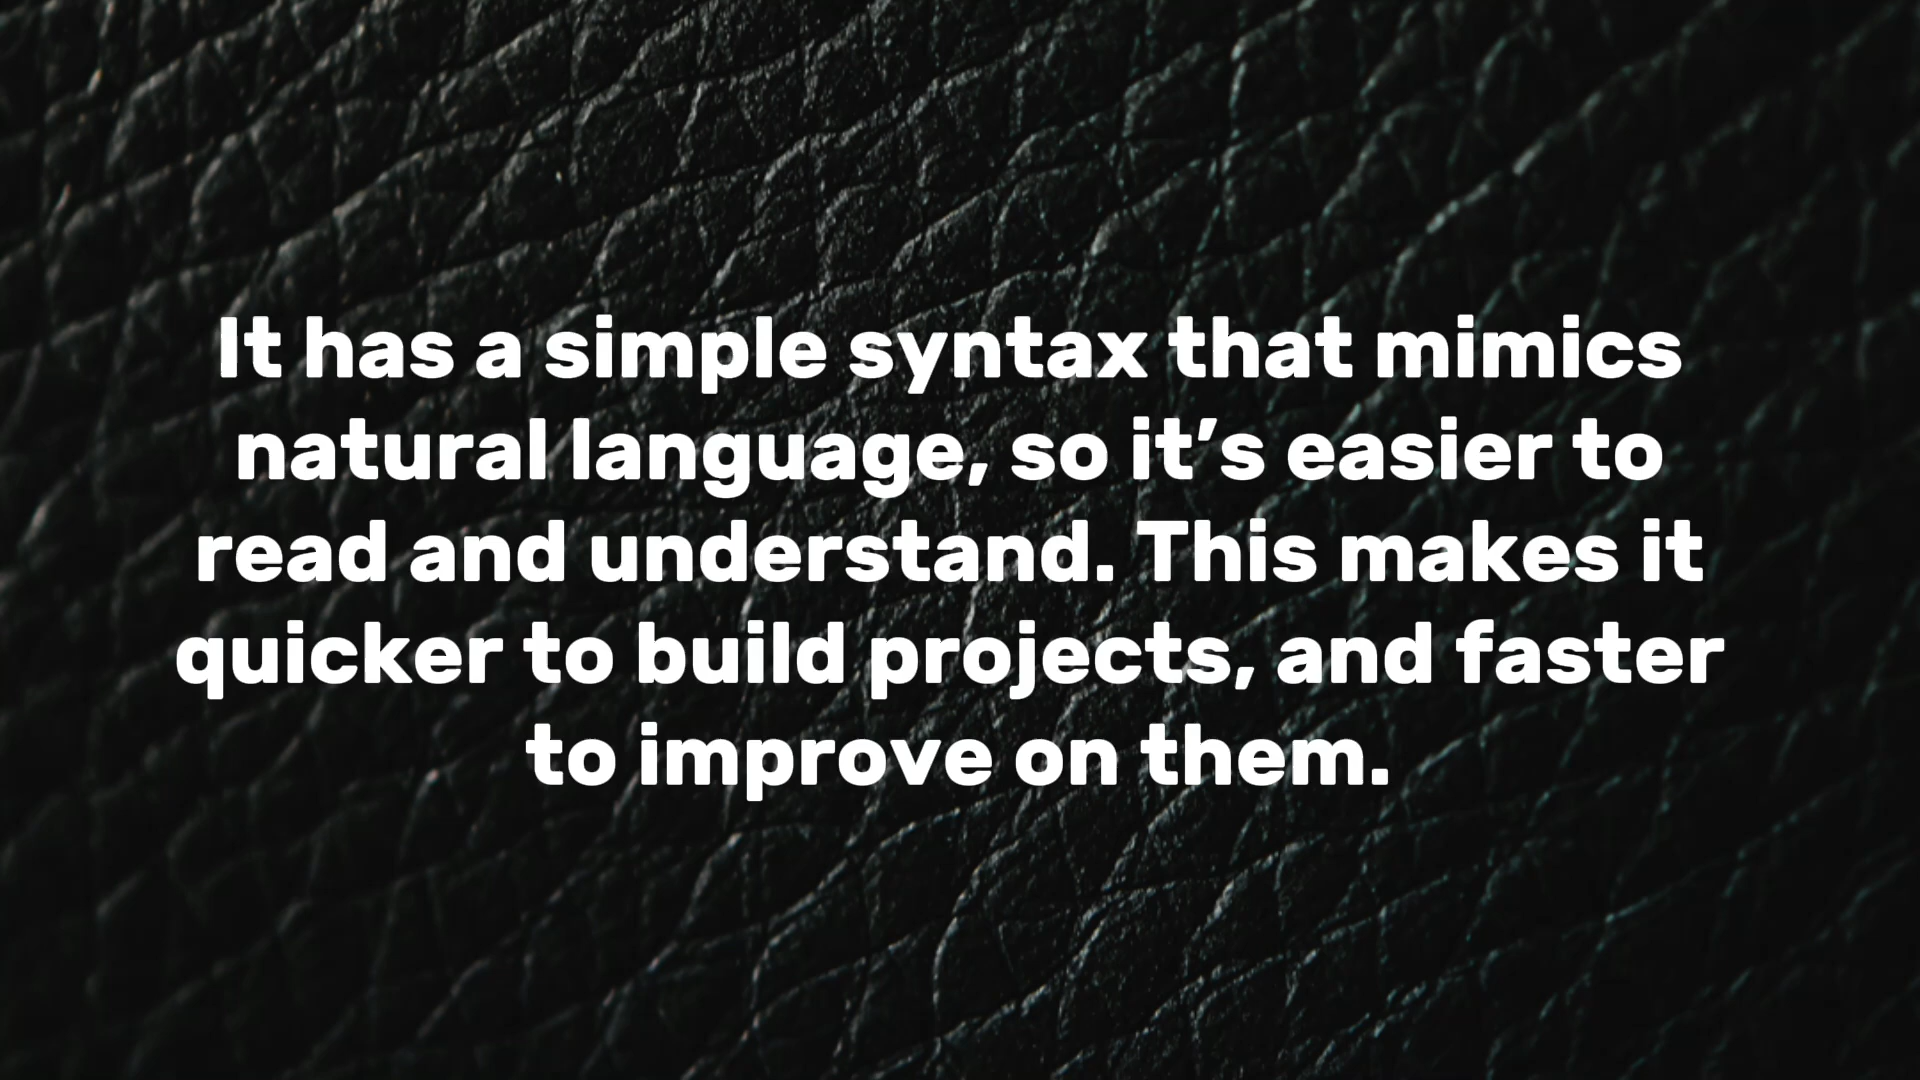 It has a simple syntax that mimics
natural language, so it’s easier to
read and understand. This makes it
quicker to build projects, and faster
to improve on them.